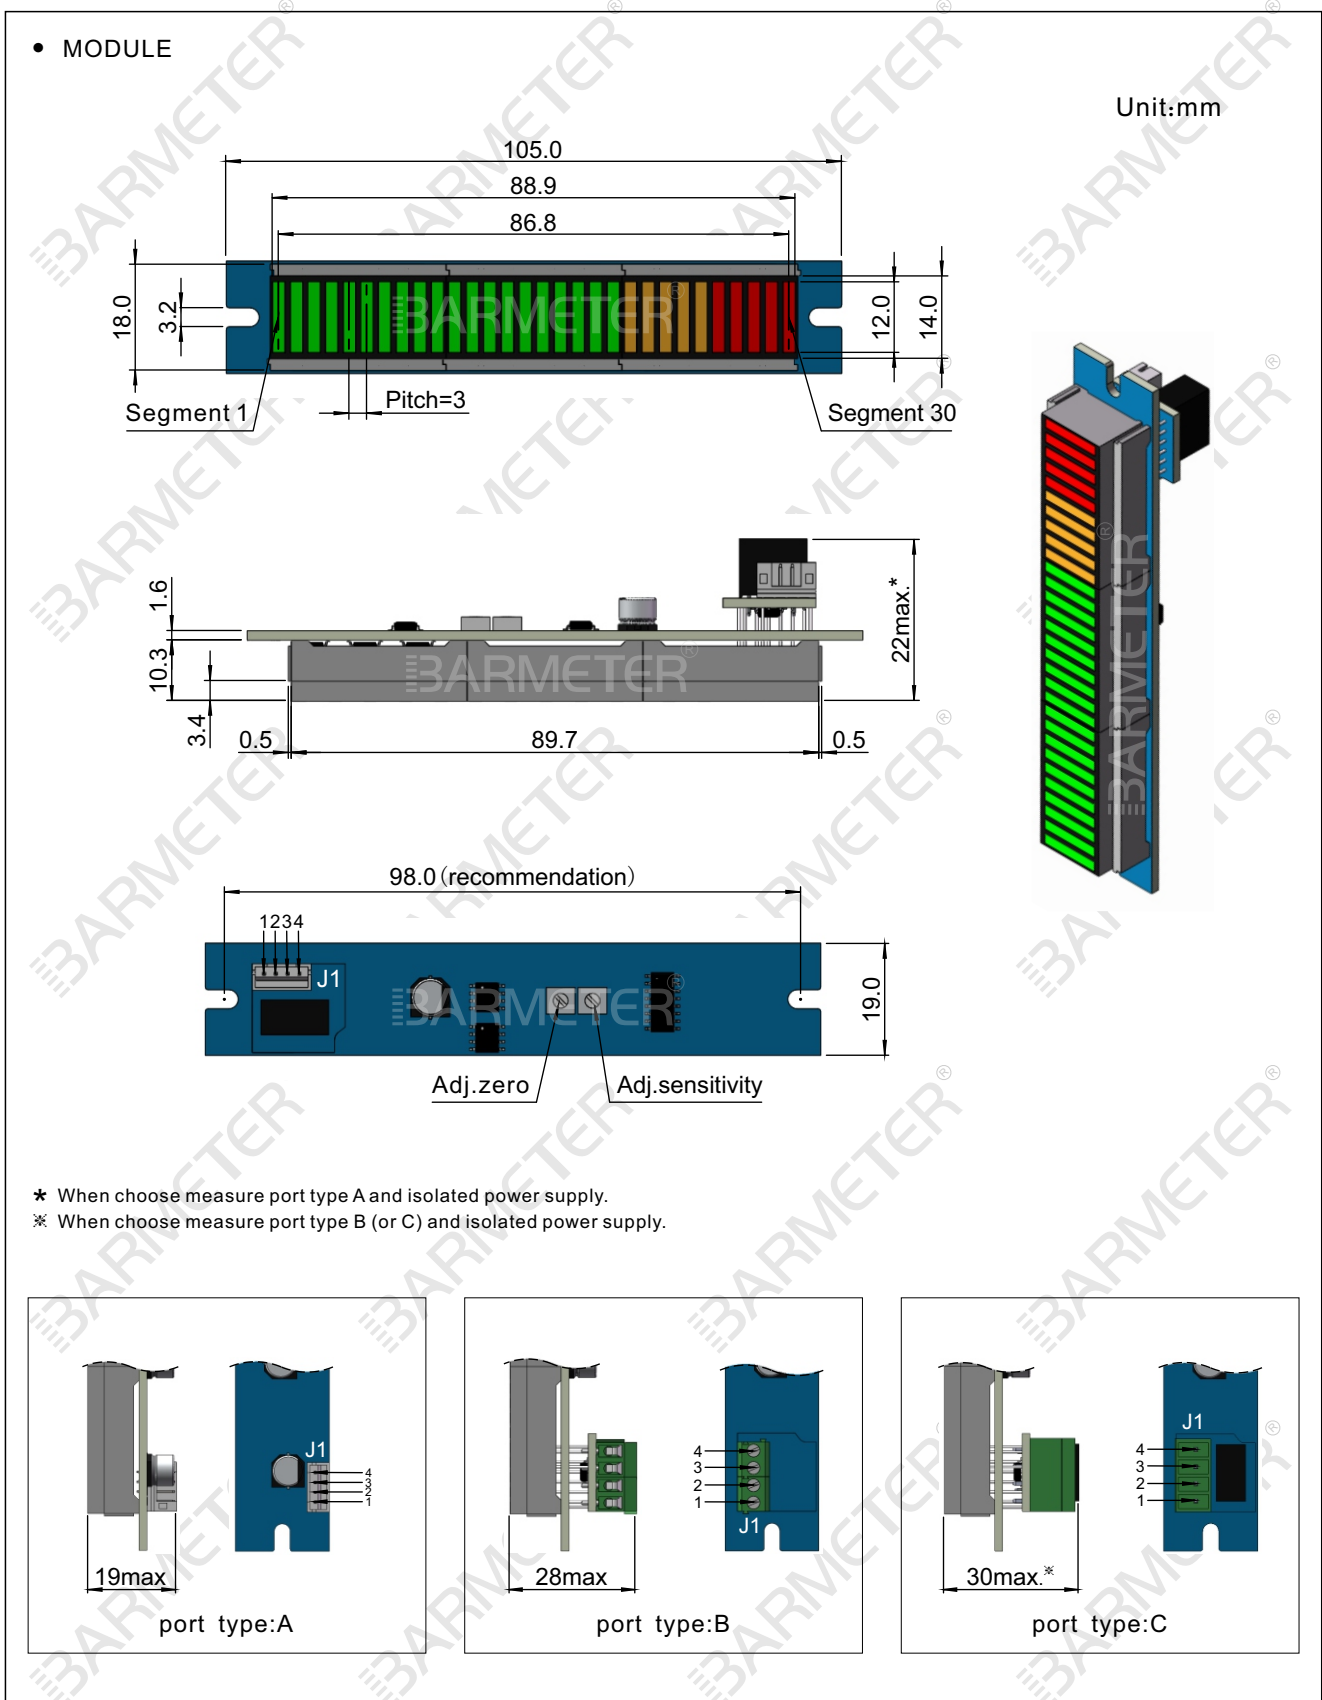 • MODULE
Unit:mm
105.0
88.9
86.8
18.0
3.2
12.0
14.0
BARMETER®
Segment 1
Pitch=3
Segment 30
1.6
10.3
3.4
22max.*
BARMETER®
0.5
89.7
0.5
BARMETER®
98.0(recommendation)
1234
J1
BARMETER®
19.0
Adj.zero
Adj.sensitivity
* When choose measure port type A and isolated power supply.
※ When choose measure port type B (or C) and isolated power supply.
J1
4
3
2
1
19max
port type:A
4
3
2
1
J1
28max
port type:B
J1
4
3
2
1
30max.※
port type:C